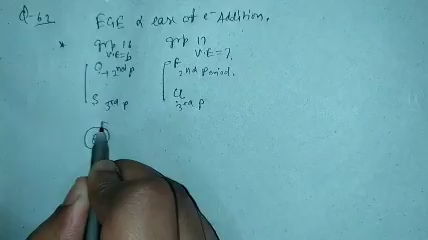 Q-62 EGE α ease of e⁻ Addition.
* grp 16 grp 17
V.E=6 V.E=7.
O → 2nd p F 2nd Period.
S 3rd p Cl 3rd p